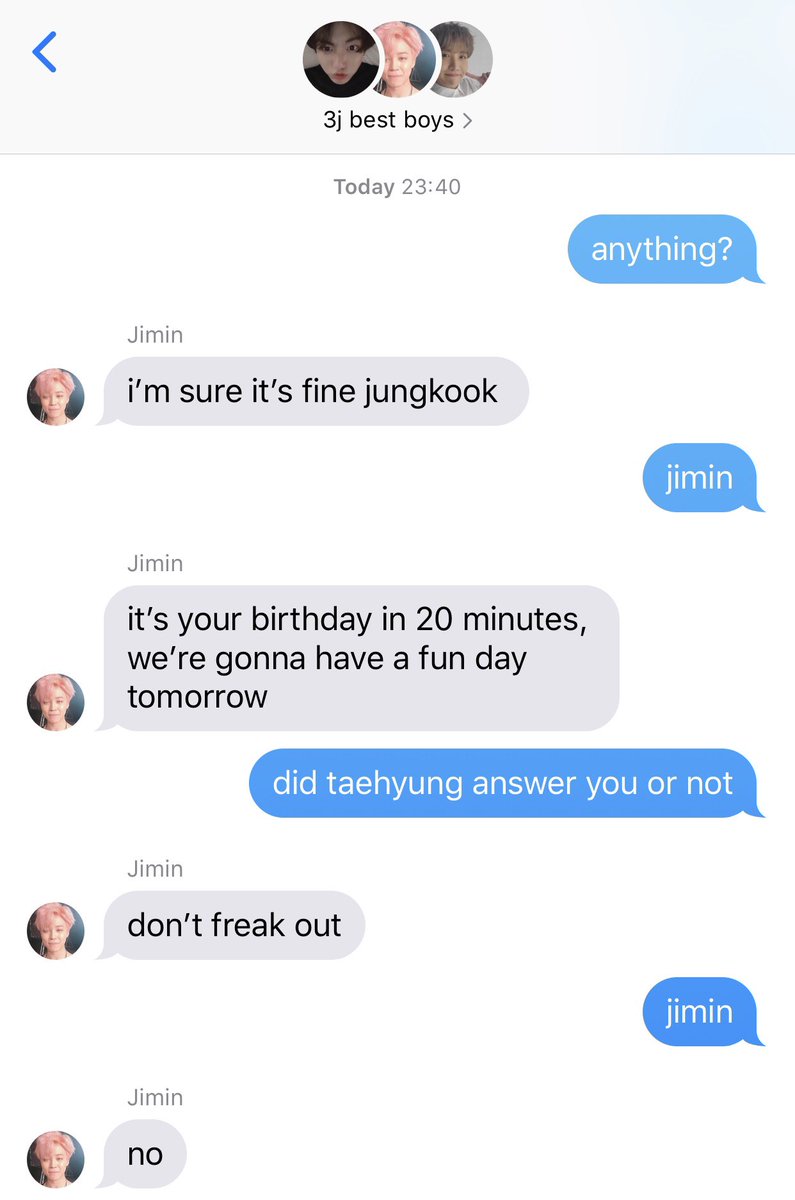 3j best boys
Today 23:40
anything?
Jimin
i’m sure it’s fine jungkook
jimin
Jimin
it’s your birthday in 20 minutes,
we’re gonna have a fun day
tomorrow
did taehyung answer you or not
Jimin
don’t freak out
jimin
Jimin
no